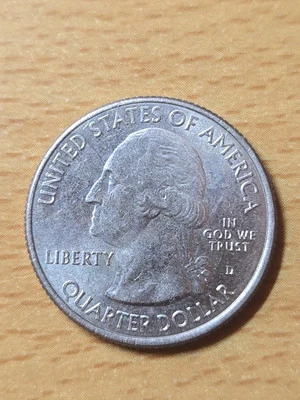 UNITED STATES OF AMERICA
LIBERTY
IN
GOD WE
TRUST
D
QUARTER DOLLAR